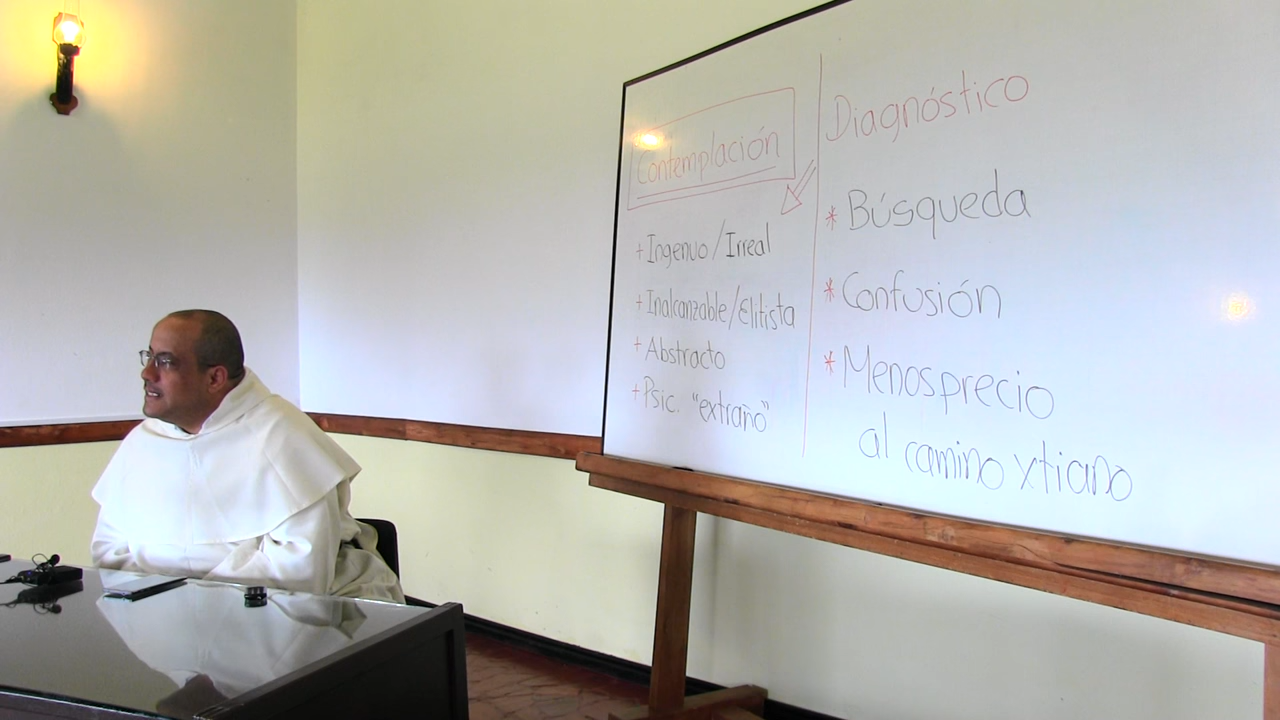 Contemplación
+ Ingenuo/Irreal
+ Inalcanzable/Elitista
+ Abstracto
+ Psic. "extraño"
Diagnóstico
* Búsqueda
* Confusión
* Menosprecio
al camino xtiano